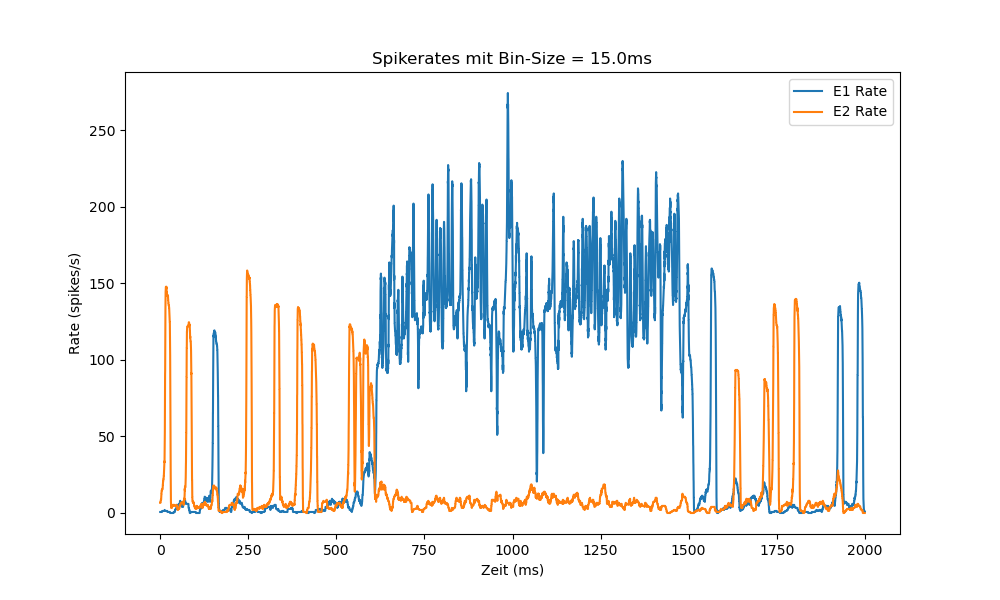 Spikerates mit Bin-Size = 15.0ms
E1 Rate
E2 Rate
Rate (spikes/s)
250
200
150
100
50
0
0 250 500 750 1000 1250 1500 1750 2000
Zeit (ms)